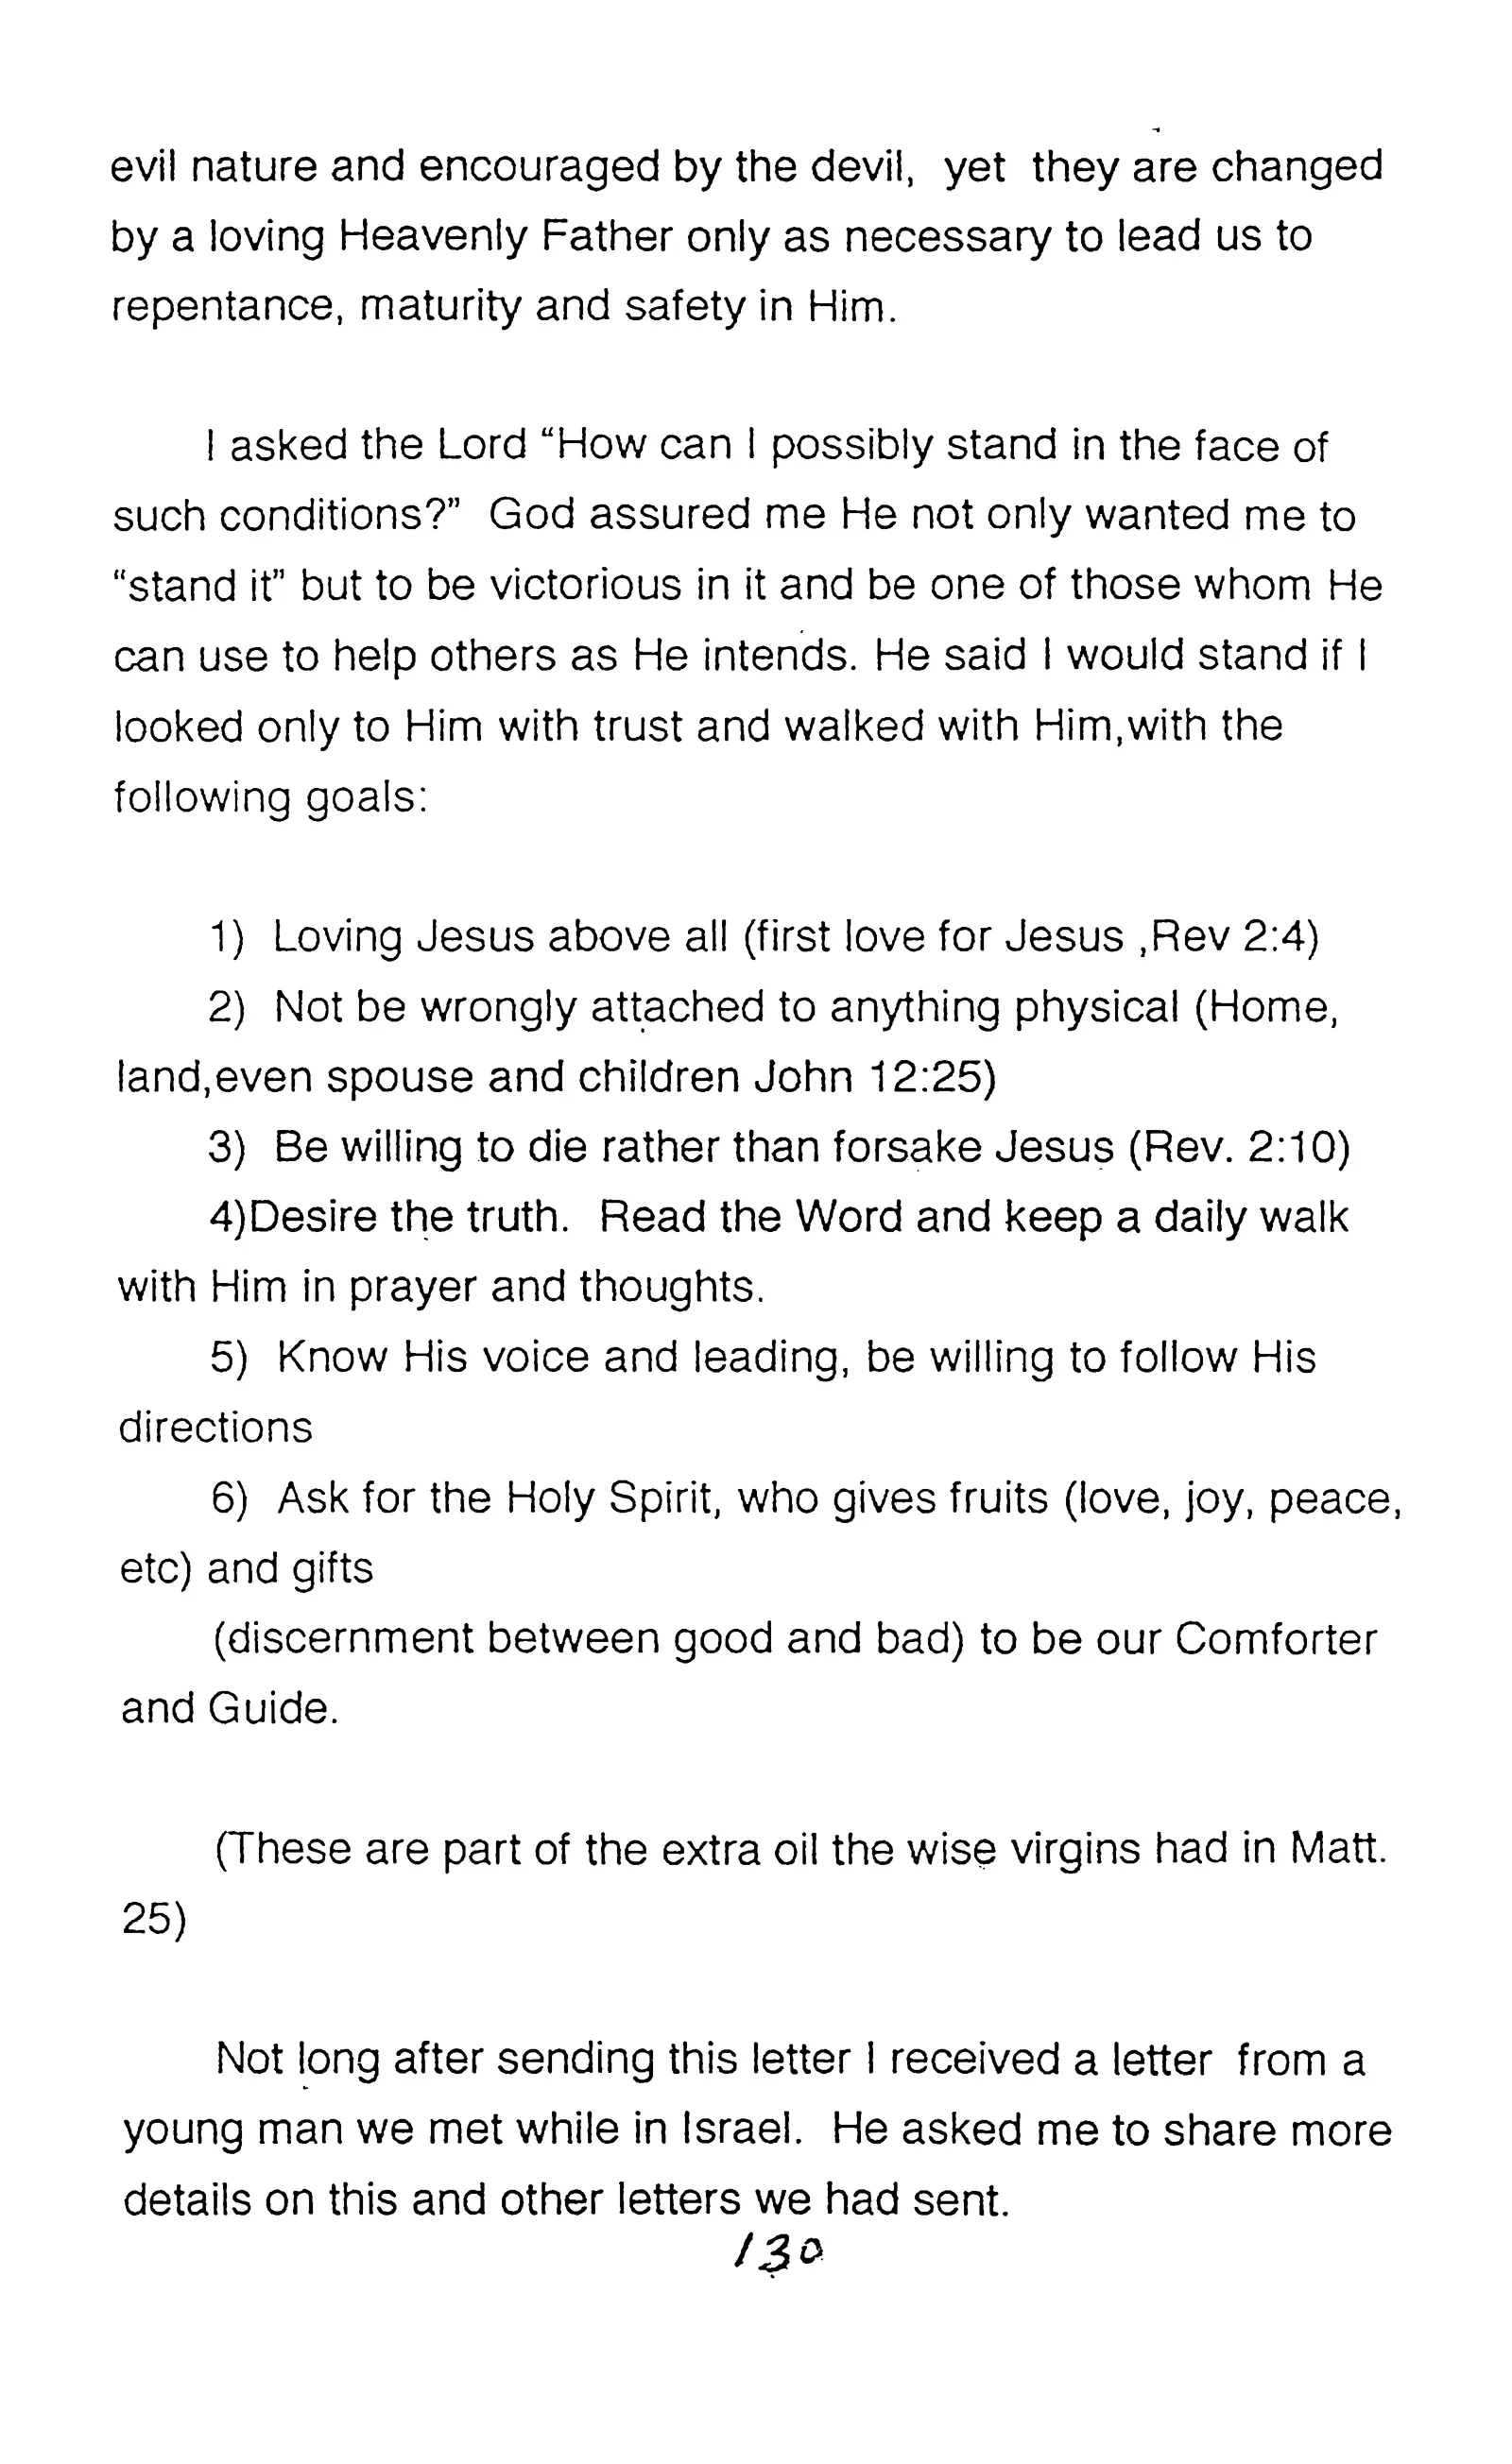 evil nature and encouraged by the devil, yet they are changed
by a loving Heavenly Father only as necessary to lead us to
repentance, maturity and safety in Him.
I asked the Lord “How can I possibly stand in the face of
such conditions?” God assured me He not only wanted me to
“stand it” but to be victorious in it and be one of those whom He
can use to help others as He intends. He said I would stand if I
looked only to Him with trust and walked with Him,with the
following goals:
1) Loving Jesus above all (first love for Jesus ,Rev 2:4)
2) Not be wrongly attached to anything physical (Home,
land,even spouse and children John 12:25)
3) Be willing to die rather than forsake Jesus (Rev. 2:10)
4)Desire the truth. Read the Word and keep a daily walk
with Him in prayer and thoughts.
5) Know His voice and leading, be willing to follow His
directions
6) Ask for the Holy Spirit, who gives fruits (love, joy, peace,
etc) and gifts
(discernment between good and bad) to be our Comforter
and Guide.
(These are part of the extra oil the wise virgins had in Matt.
25)
Not long after sending this letter I received a letter from a
young man we met while in Israel. He asked me to share more
details on this and other letters we had sent.
130